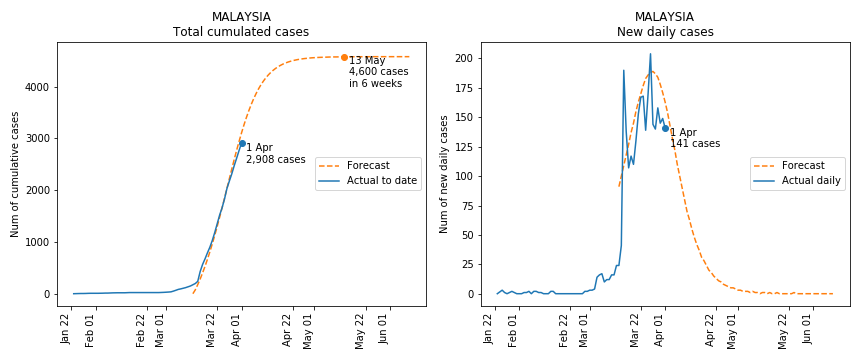 MALAYSIA
Total cumulated cases
Num of cumulative cases
4000
3000
2000
1000
0
13 May
4,600 cases
in 6 weeks
1 Apr
2,908 cases
Forecast
Actual to date
Jan 22
Feb 01
Feb 22
Mar 01
Mar 22
Apr 01
Apr 22
May 01
May 22
Jun 01
MALAYSIA
New daily cases
Num of new daily cases
200
175
150
125
100
75
50
25
0
1 Apr
141 cases
Forecast
Actual daily
Jan 22
Feb 01
Feb 22
Mar 01
Mar 22
Apr 01
Apr 22
May 01
May 22
Jun 01